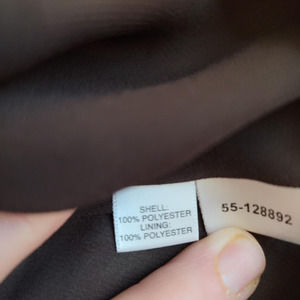 SHELL:
100% POLYESTER
LINING:
100% POLYESTER
55-128892